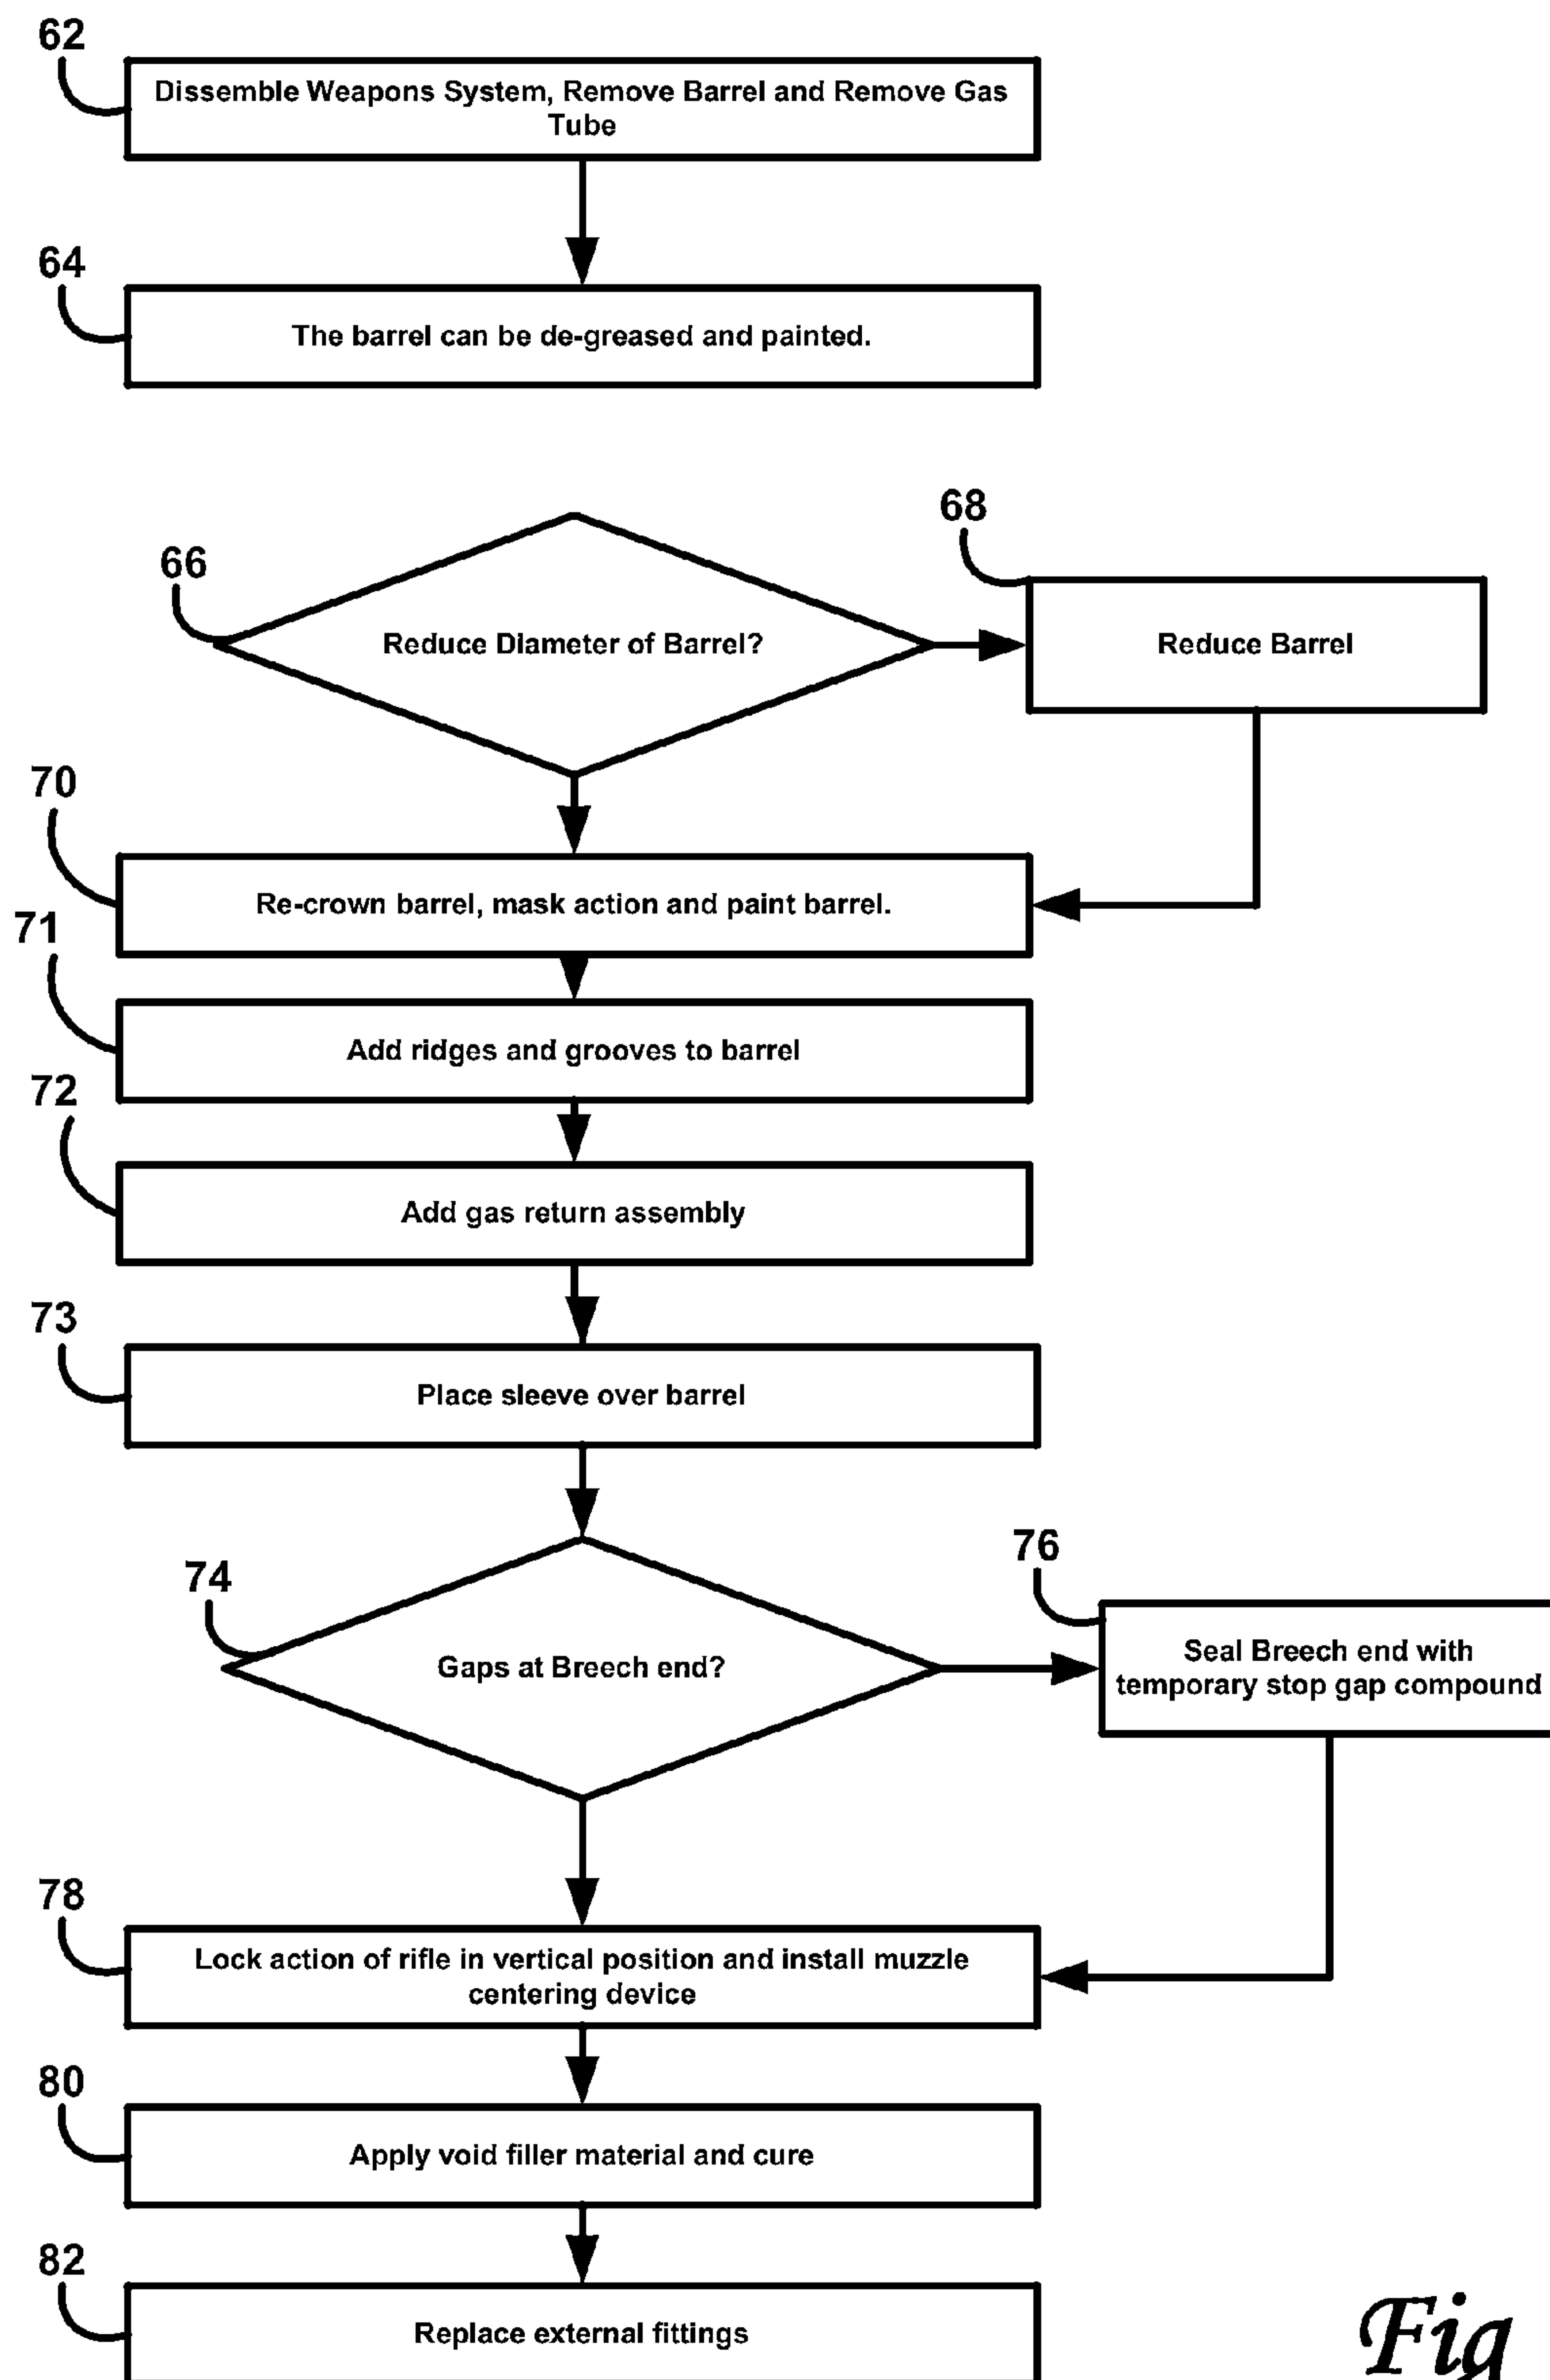 62
Dissemble Weapons System, Remove Barrel and Remove Gas
Tube
64
The barrel can be de-greased and painted.
66
Reduce Diameter of Barrel?
68
Reduce Barrel
70
Re-crown barrel, mask action and paint barrel.
71
Add ridges and grooves to barrel
72
Add gas return assembly
73
Place sleeve over barrel
74
Gaps at Breech end?
76
Seal Breech end with
temporary stop gap compound
78
Lock action of rifle in vertical position and install muzzle
centering device
80
Apply void filler material and cure
82
Replace external fittings
Fig